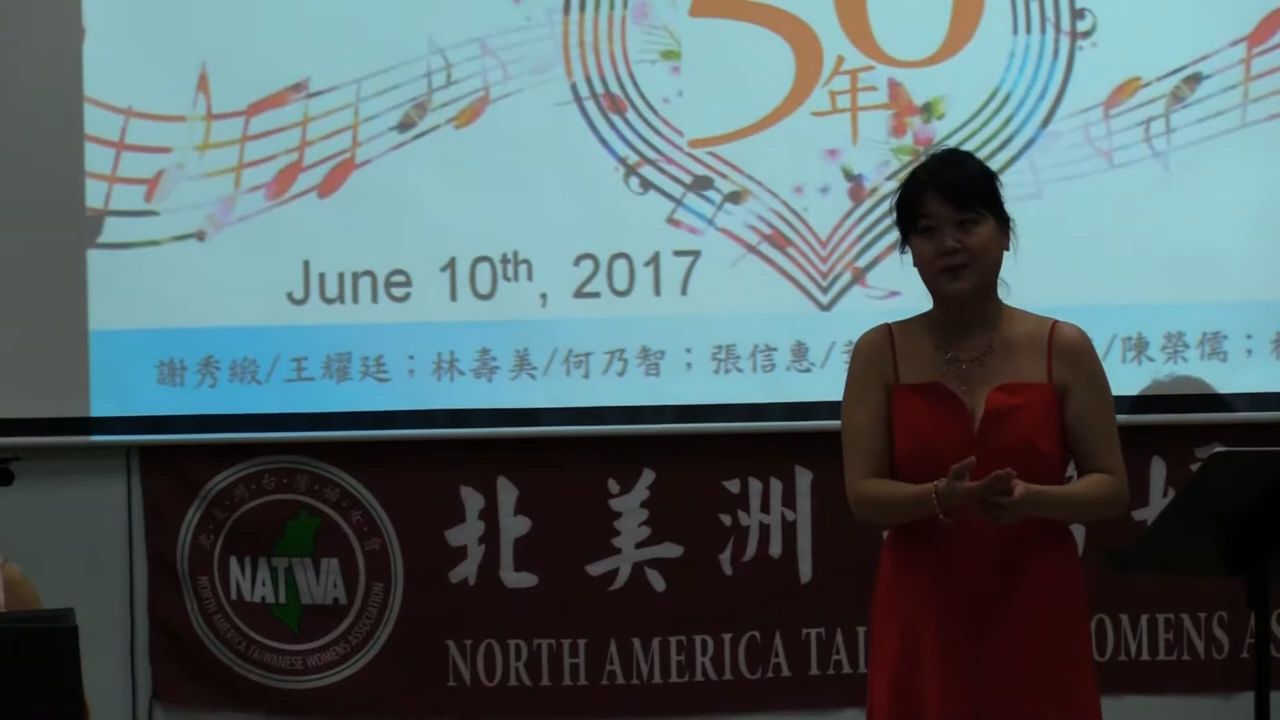 50
年
June 10th, 2017
謝秀緞/王耀廷；林壽美/何乃智；張信惠/ /陳榮儒；
北美洲台灣婦女會
NATWA
NORTH AMERICA TAIWANESE WOMENS ASSOCIATION
北美洲
NORTH AMERICA TAI OMENS AS